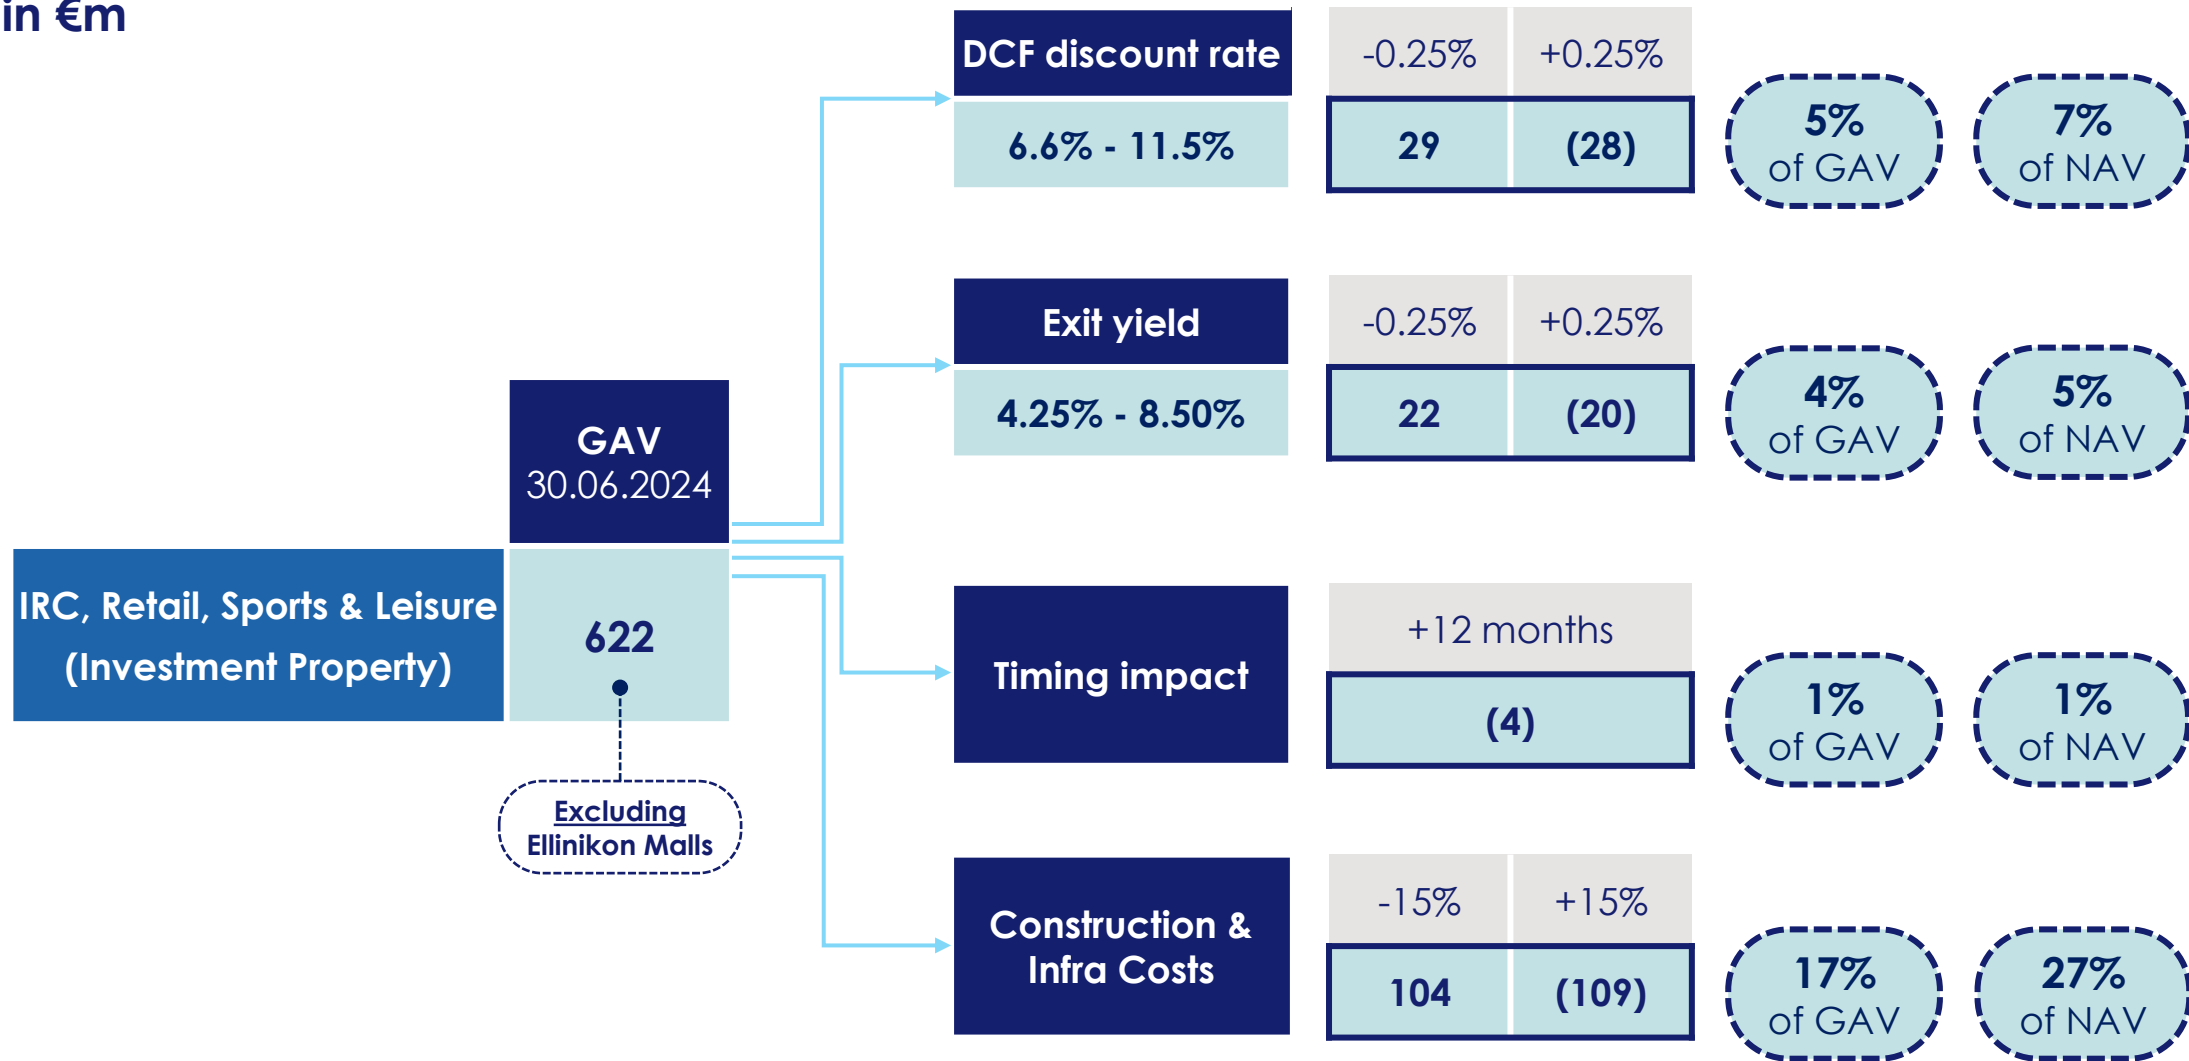 in €m
DCF discount rate
-0.25%
+0.25%
6.6% - 11.5%
29
(28)
5%
of GAV
7%
of NAV
Exit yield
-0.25%
+0.25%
4.25% - 8.50%
22
(20)
4%
of GAV
5%
of NAV
GAV
30.06.2024
IRC, Retail, Sports & Leisure
(Investment Property)
622
Excluding
Ellinikon Malls
Timing impact
+12 months
(4)
1%
of GAV
1%
of NAV
Construction &
Infra Costs
-15%
+15%
104
(109)
17%
of GAV
27%
of NAV